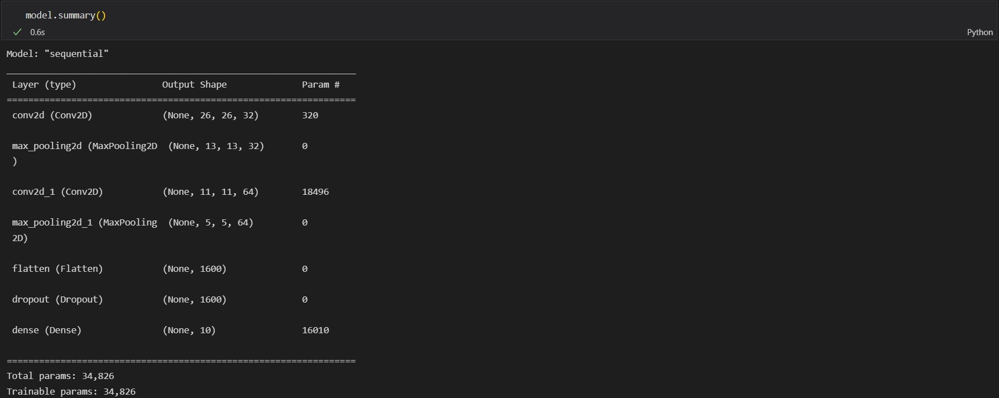 model.summary()
0.6s
Python
Model: "sequential"
_________________________________________________________________
Layer (type) Output Shape Param #
=================================================================
conv2d (Conv2D) (None, 26, 26, 32) 320
max_pooling2d (MaxPooling2D (None, 13, 13, 32) 0
)
conv2d_1 (Conv2D) (None, 11, 11, 64) 18496
max_pooling2d_1 (MaxPooling (None, 5, 5, 64) 0
2D)
flatten (Flatten) (None, 1600) 0
dropout (Dropout) (None, 1600) 0
dense (Dense) (None, 10) 16010
=================================================================
Total params: 34,826
Trainable params: 34,826